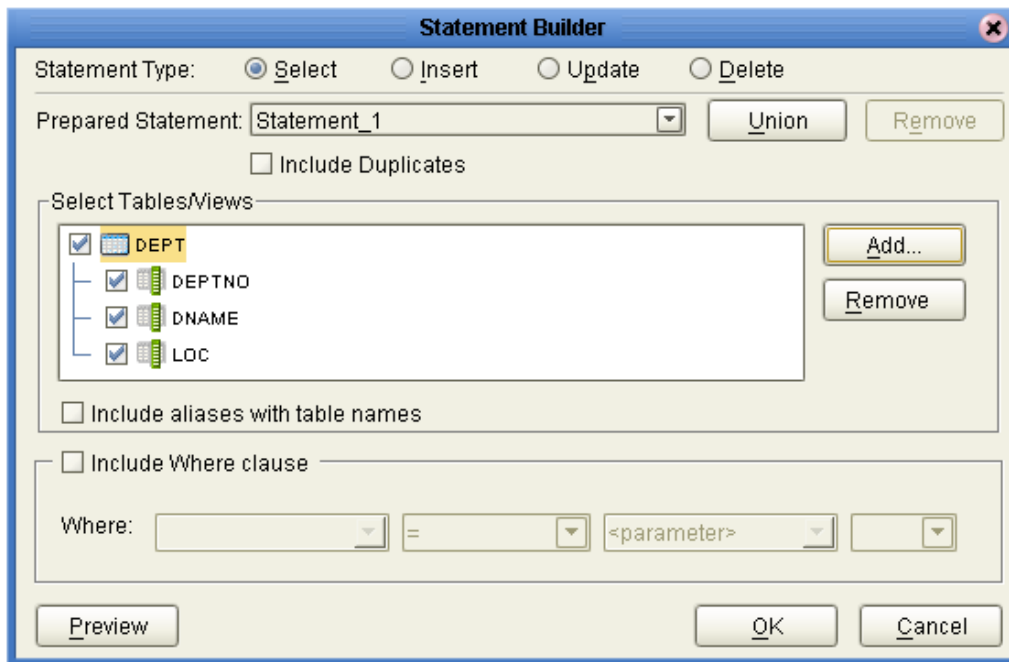 Statement Builder
Statement Type: Select Insert Update Delete
Prepared Statement: Statement_1 Union Remove
Include Duplicates
Select Tables/Views
DEPT Add...
DEPTNO
Remove
DNAME
LOC
Include aliases with table names
Include Where clause
Where: = <parameter>
Preview OK Cancel